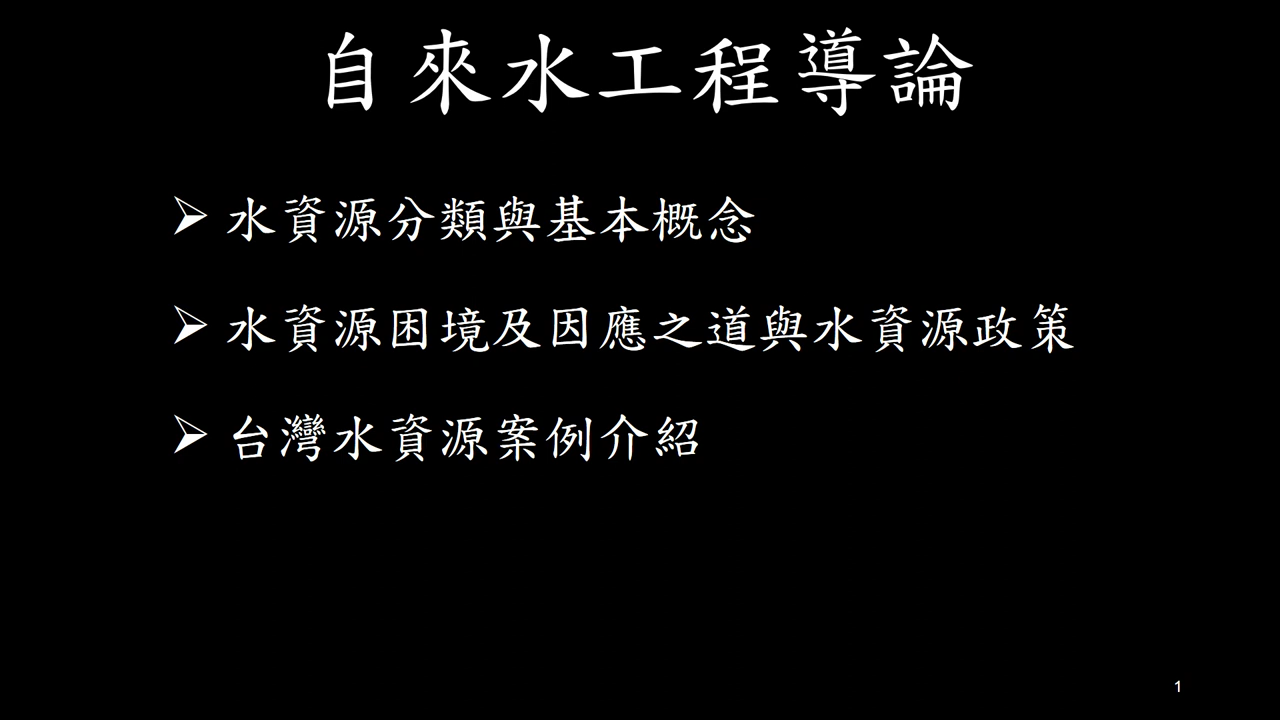 自來水工程導論
➢ 水資源分類與基本概念
➢ 水資源困境及因應之道與水資源政策
➢ 台灣水資源案例介紹
1